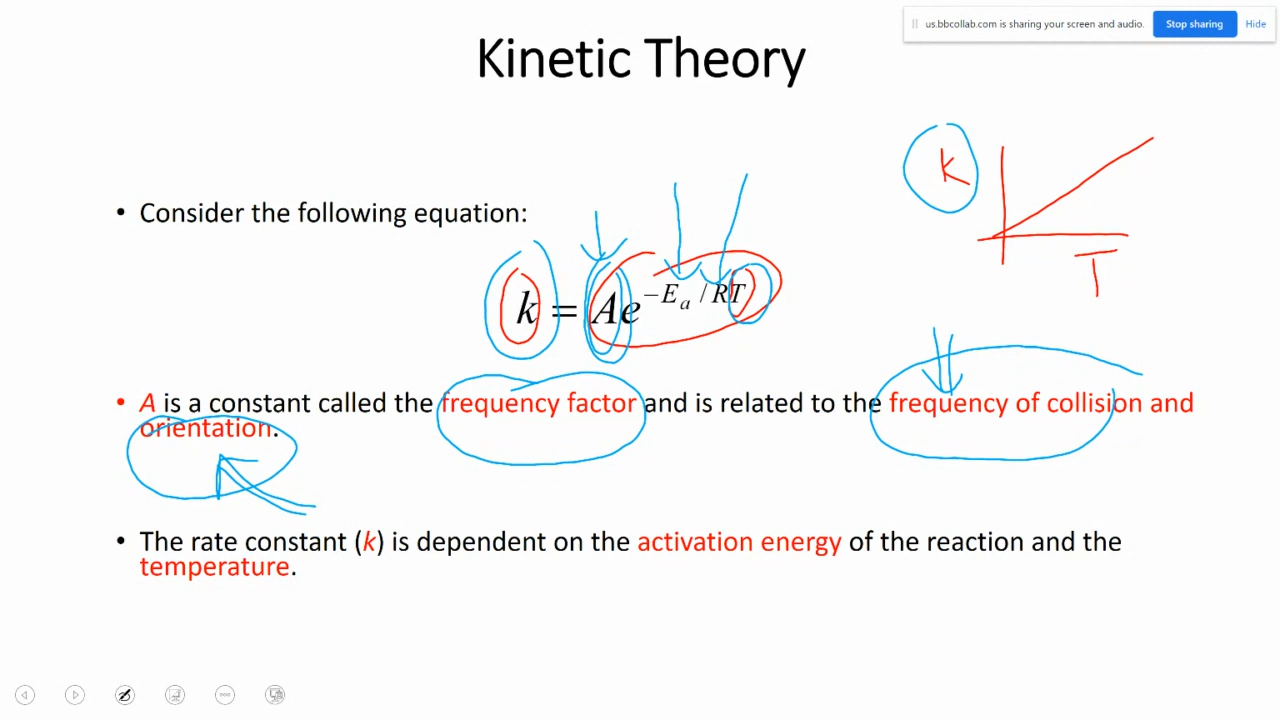 us.bbcollab.com is sharing your screen and audio.
Stop sharing
Hide
Kinetic Theory
k
T
• Consider the following equation:
k = Ae^{-E_a / RT}
• A is a constant called the frequency factor and is related to the frequency of collision and
orientation.
• The rate constant (k) is dependent on the activation energy of the reaction and the
temperature.